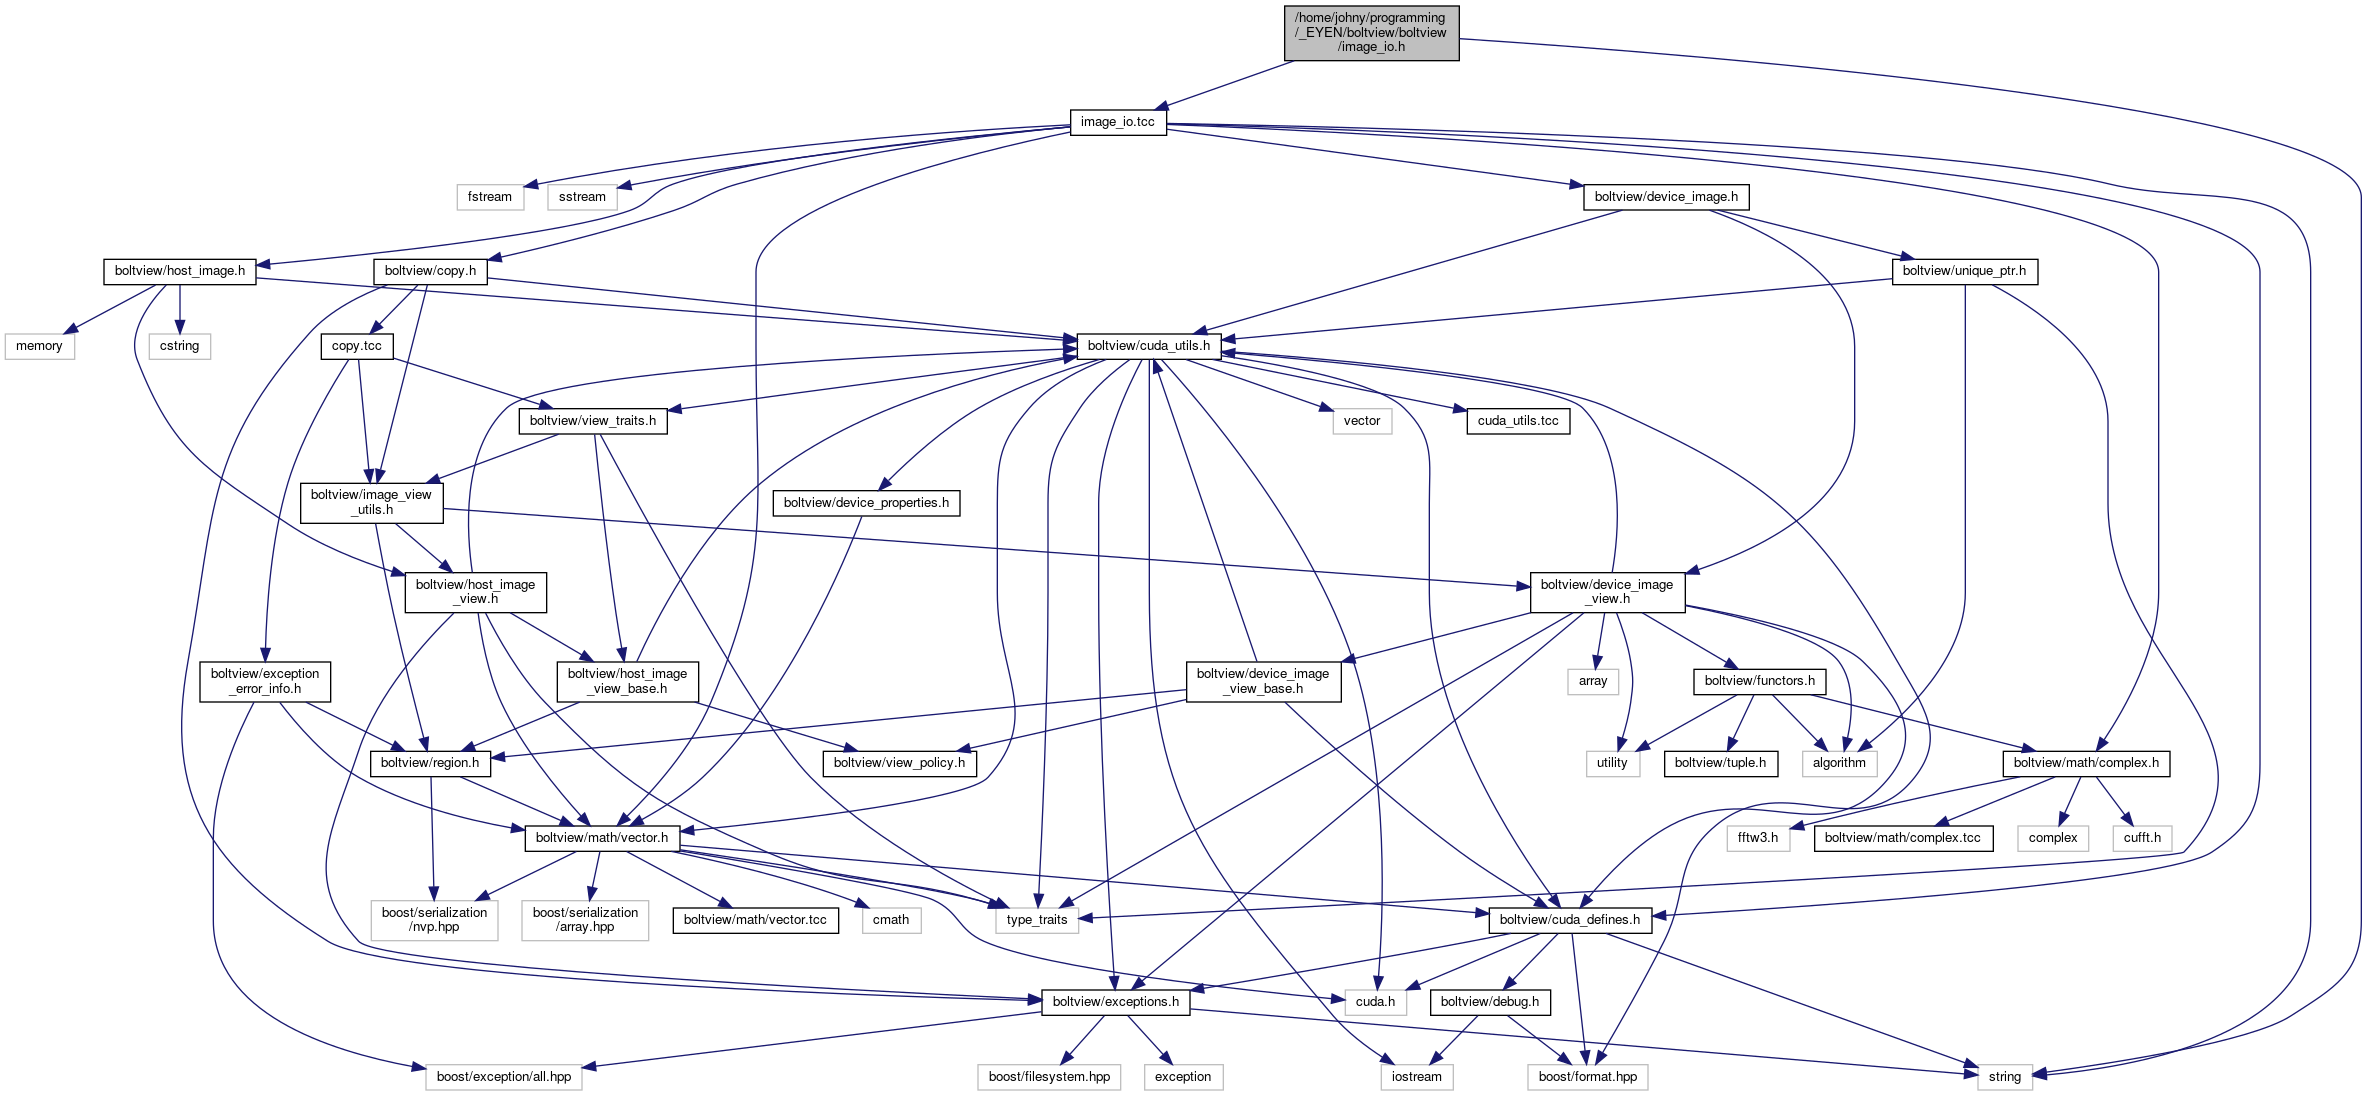 /home/johny/programming
/_EYEN/boltview/boltview
/image_io.h
image_io.tcc
fstream
sstream
boltview/device_image.h
boltview/host_image.h
boltview/copy.h
boltview/unique_ptr.h
memory
cstring
copy.tcc
boltview/cuda_utils.h
boltview/view_traits.h
vector
cuda_utils.tcc
boltview/image_view
_utils.h
boltview/device_properties.h
boltview/host_image
_view.h
boltview/device_image
_view.h
boltview/exception
_error_info.h
boltview/host_image
_view_base.h
boltview/device_image
_view_base.h
array
boltview/functors.h
boltview/region.h
boltview/view_policy.h
utility
boltview/tuple.h
algorithm
boltview/math/complex.h
boltview/math/vector.h
fftw3.h
boltview/math/complex.tcc
complex
cufft.h
boost/serialization
/nvp.hpp
boost/serialization
/array.hpp
boltview/math/vector.tcc
cmath
type_traits
boltview/cuda_defines.h
boltview/exceptions.h
cuda.h
boltview/debug.h
boost/exception/all.hpp
boost/filesystem.hpp
exception
iostream
boost/format.hpp
string